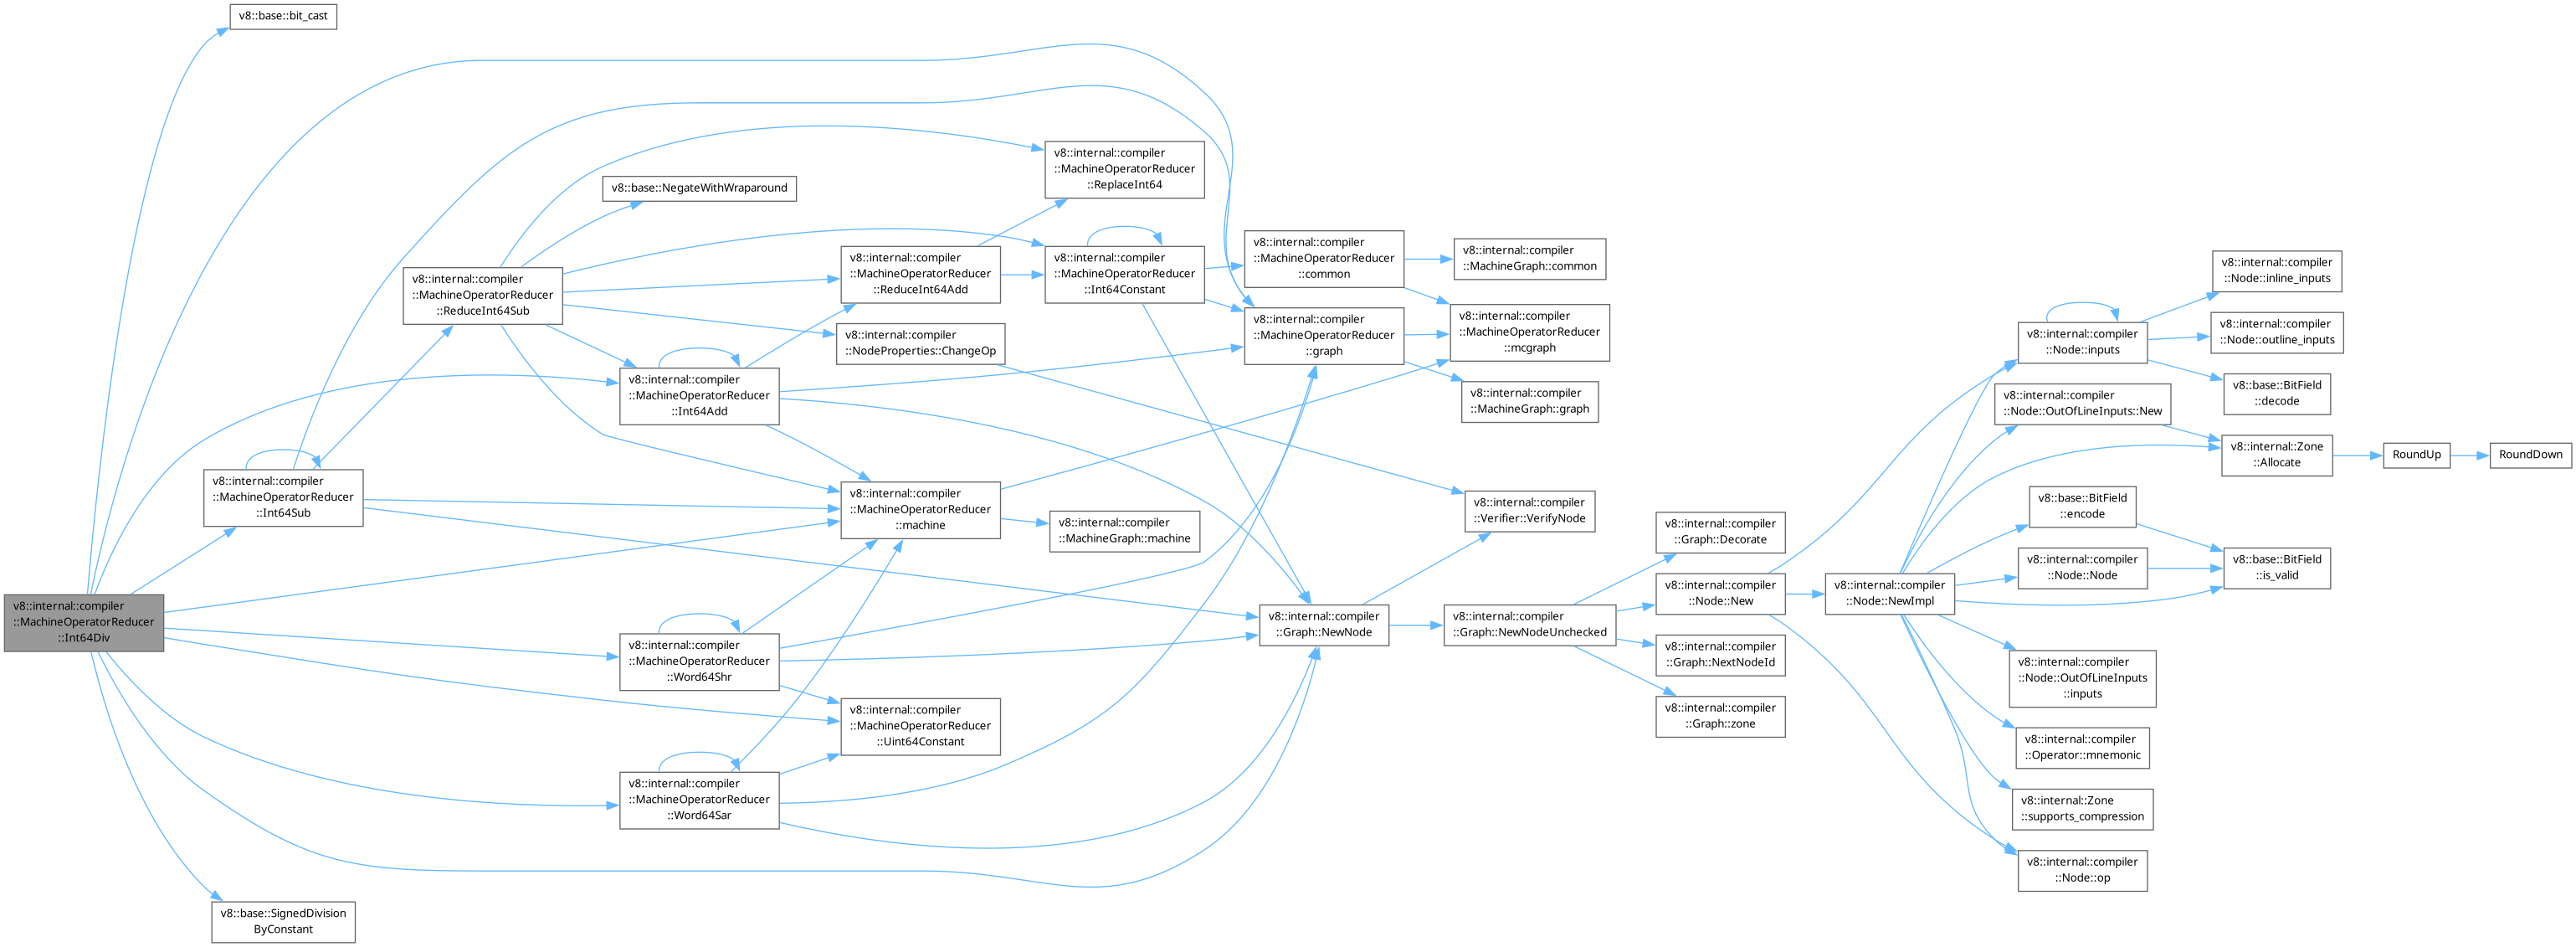 v8::internal::compiler
::MachineOperatorReducer
::Int64Div
v8::base::bit_cast
v8::internal::compiler
::MachineOperatorReducer
::Int64Sub
v8::base::SignedDivision
ByConstant
v8::internal::compiler
::MachineOperatorReducer
::ReduceInt64Sub
v8::base::NegateWithWraparound
v8::internal::compiler
::MachineOperatorReducer
::Int64Add
v8::internal::compiler
::MachineOperatorReducer
::Word64Shr
v8::internal::compiler
::MachineOperatorReducer
::Word64Sar
v8::internal::compiler
::MachineOperatorReducer
::ReduceInt64Add
v8::internal::compiler
::NodeProperties::ChangeOp
v8::internal::compiler
::MachineOperatorReducer
::machine
v8::internal::compiler
::MachineOperatorReducer
::Uint64Constant
v8::internal::compiler
::MachineOperatorReducer
::ReplaceInt64
v8::internal::compiler
::MachineOperatorReducer
::Int64Constant
v8::internal::compiler
::MachineGraph::machine
v8::internal::compiler
::MachineOperatorReducer
::common
v8::internal::compiler
::MachineOperatorReducer
::graph
v8::internal::compiler
::Graph::NewNode
v8::internal::compiler
::MachineGraph::common
v8::internal::compiler
::MachineOperatorReducer
::mcgraph
v8::internal::compiler
::MachineGraph::graph
v8::internal::compiler
::Verifier::VerifyNode
v8::internal::compiler
::Graph::NewNodeUnchecked
v8::internal::compiler
::Graph::Decorate
v8::internal::compiler
::Node::New
v8::internal::compiler
::Graph::NextNodeId
v8::internal::compiler
::Graph::zone
v8::internal::compiler
::Node::NewImpl
v8::internal::compiler
::Node::inputs
v8::internal::compiler
::Node::OutOfLineInputs::New
v8::base::BitField
::encode
v8::internal::compiler
::Node::Node
v8::internal::compiler
::Node::OutOfLineInputs
::inputs
v8::internal::compiler
::Operator::mnemonic
v8::internal::Zone
::supports_compression
v8::internal::compiler
::Node::op
v8::internal::compiler
::Node::inline_inputs
v8::internal::compiler
::Node::outline_inputs
v8::base::BitField
::decode
v8::internal::Zone
::Allocate
v8::base::BitField
::is_valid
RoundUp
RoundDown